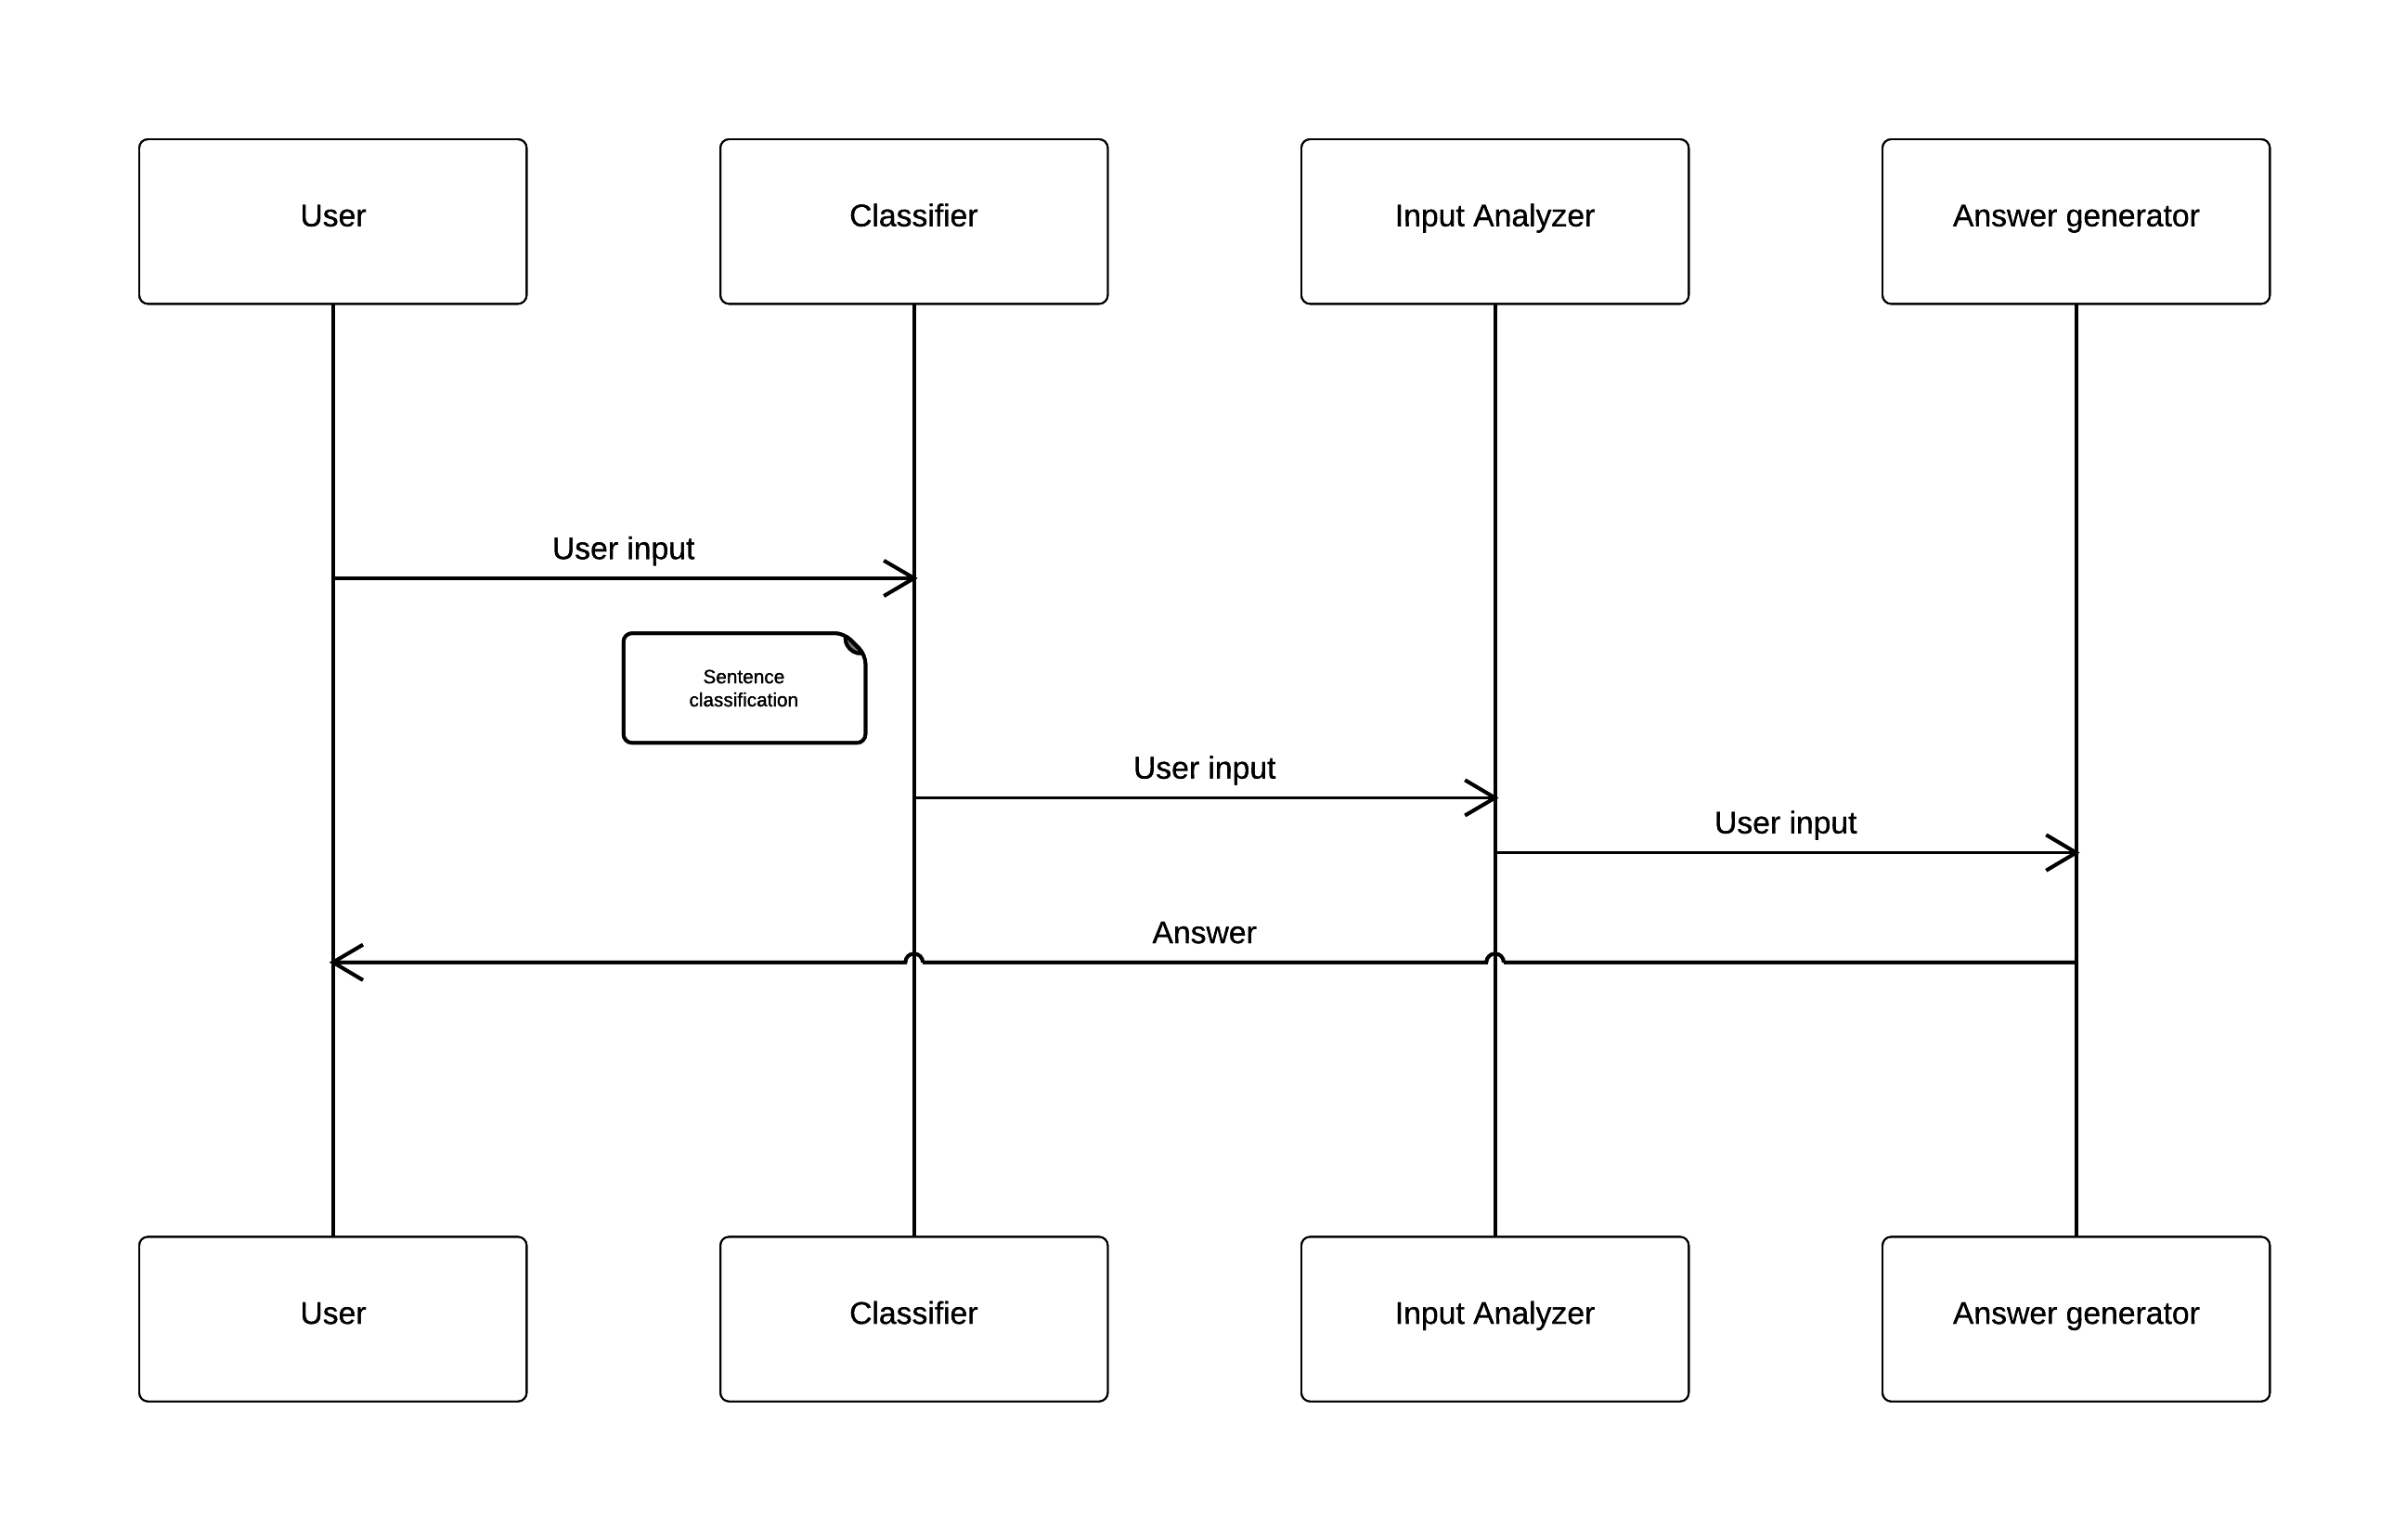 User
Classifier
Input Analyzer
Answer generator
User input
Sentence
classification
User input
User input
Answer
User
Classifier
Input Analyzer
Answer generator